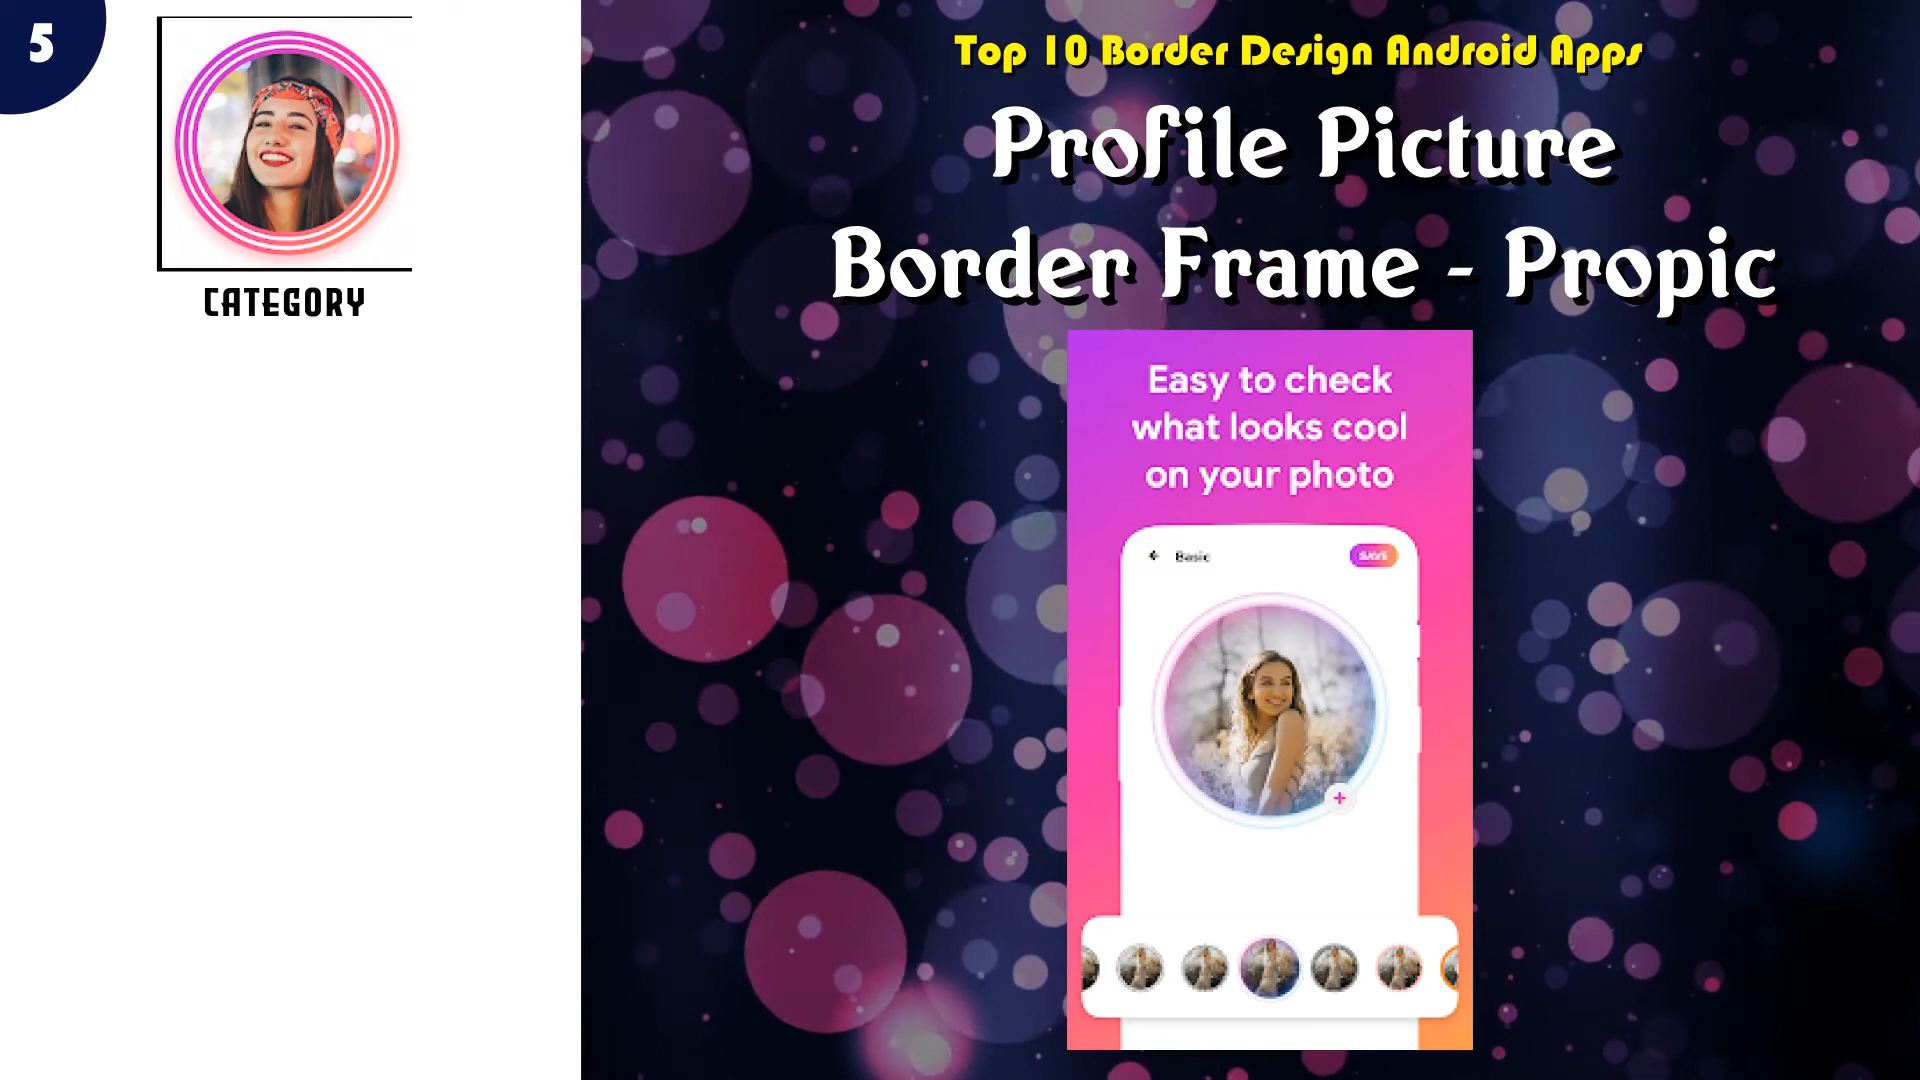 5
CATEGORY
Top 10 Border Design Android Apps
Profile Picture
Border Frame - Propic
Easy to check
what looks cool
on your photo
Basic
SAVE